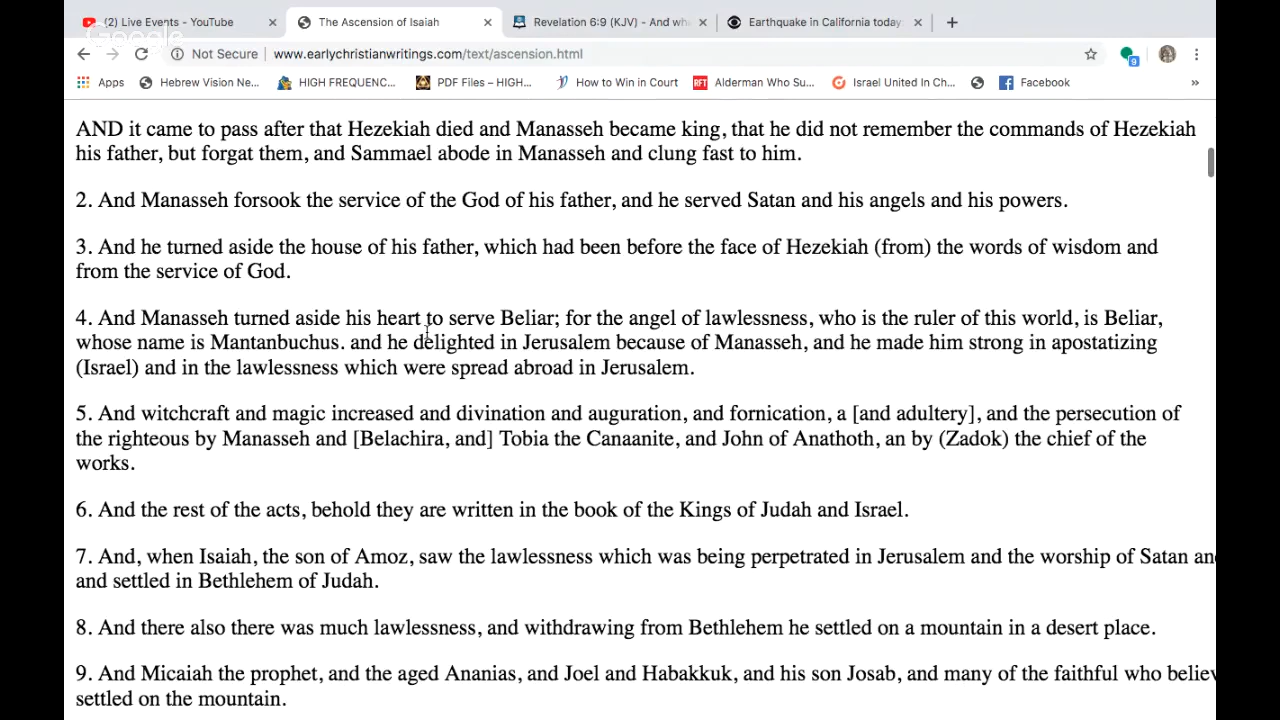 (2) Live Events - YouTube
The Ascension of Isaiah
Revelation 6:9 (KJV) - And wh
Earthquake in California today:
Google
Not Secure
www.earlychristianwritings.com/text/ascension.html
9
Apps
Hebrew Vision Ne...
HIGH FREQUENC...
PDF Files – HIGH...
How to Win in Court
RFT
Alderman Who Su...
Israel United In Ch...
Facebook
»
AND it came to pass after that Hezekiah died and Manasseh became king, that he did not remember the commands of Hezekiah
his father, but forgat them, and Sammael abode in Manasseh and clung fast to him.
2. And Manasseh forsook the service of the God of his father, and he served Satan and his angels and his powers.
3. And he turned aside the house of his father, which had been before the face of Hezekiah (from) the words of wisdom and
from the service of God.
4. And Manasseh turned aside his heart to serve Beliar; for the angel of lawlessness, who is the ruler of this world, is Beliar,
whose name is Mantanbuchus. and he delighted in Jerusalem because of Manasseh, and he made him strong in apostatizing
(Israel) and in the lawlessness which were spread abroad in Jerusalem.
5. And witchcraft and magic increased and divination and auguration, and fornication, a [and adultery], and the persecution of
the righteous by Manasseh and [Belachira, and] Tobia the Canaanite, and John of Anathoth, an by (Zadok) the chief of the
works.
6. And the rest of the acts, behold they are written in the book of the Kings of Judah and Israel.
7. And, when Isaiah, the son of Amoz, saw the lawlessness which was being perpetrated in Jerusalem and the worship of Satan an
and settled in Bethlehem of Judah.
8. And there also there was much lawlessness, and withdrawing from Bethlehem he settled on a mountain in a desert place.
9. And Micaiah the prophet, and the aged Ananias, and Joel and Habakkuk, and his son Josab, and many of the faithful who believ
settled on the mountain.